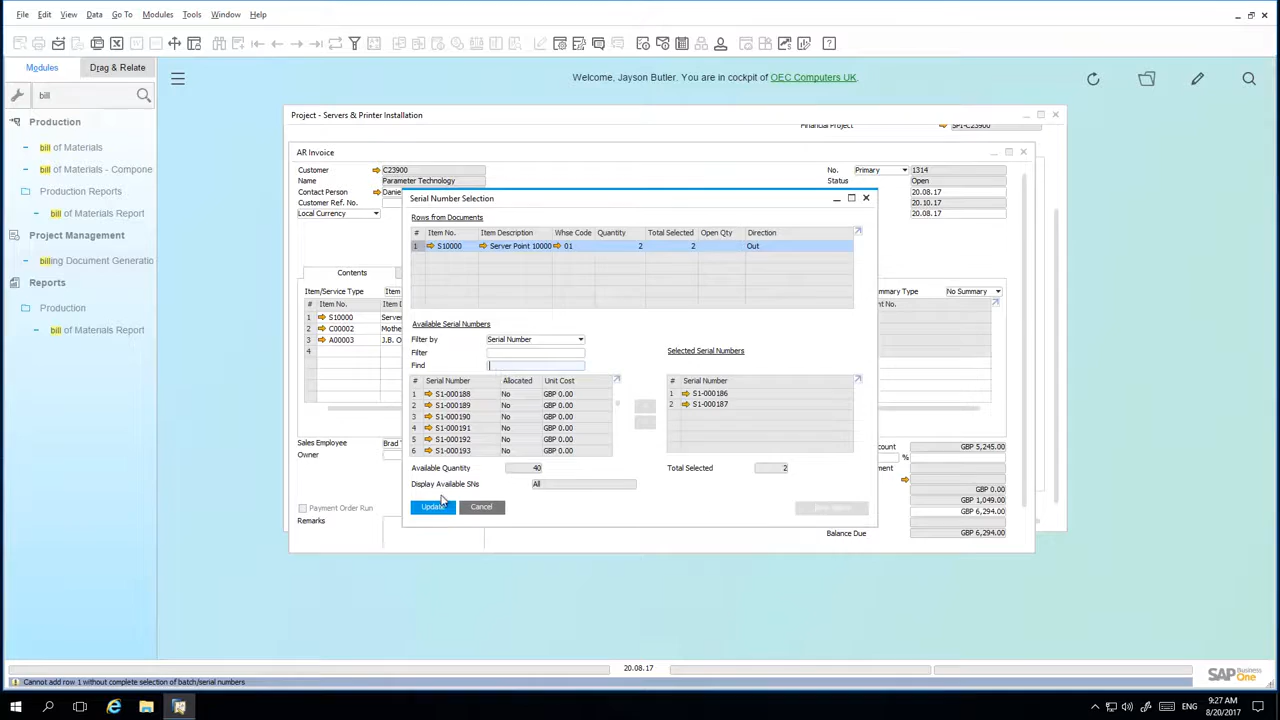 File Edit View Data Go To Modules Tools Window Help
Modules Drag & Relate
Welcome, Jayson Butler. You are in cockpit of OEC Computers UK.
bill
Production
bill of Materials
bill of Materials - Compone
Production Reports
bill of Materials Report
Project Management
billing Document Generatio
Reports
Production
bill of Materials Report
Project - Servers & Printer Installation
Financial Project SP1-C23900
AR Invoice
Customer C23900 No. Primary 1314
Name Parameter Technology Status Open
Contact Person Danie 20.08.17
Customer Ref. No. 20.10.17
Local Currency 20.08.17
Contents
Item/Service Type Item mmary Type No Summary
# Item No. Item D nt No.
1 S10000 Server
2 C00002 Mothe
3 A00003 J.B. O
4
Sales Employee Brad count GBP 5,245.00
Owner %
ment
GBP 0.00
GBP 1,049.00
Payment Order Run GBP 6,294.00
Remarks
Balance Due GBP 6,294.00
Serial Number Selection
Rows from Documents
# Item No. Item Description Whse Code Quantity Total Selected Open Qty Direction
1 S10000 Server Point 10000 01 2 2 Out
Available Serial Numbers
Filter by Serial Number
Filter
Find
Selected Serial Numbers
# Serial Number Allocated Unit Cost
1 S1-000188 No GBP 0.00
2 S1-000189 No GBP 0.00
3 S1-000190 No GBP 0.00
4 S1-000191 No GBP 0.00
5 S1-000192 No GBP 0.00
6 S1-000193 No GBP 0.00
# Serial Number
1 S1-000186
2 S1-000187
Available Quantity 40 Total Selected 2
Display Available SNs All
Update Cancel
20.08.17
Cannot add row 1 without complete selection of batch/serial numbers
SAP Business One
ENG 9:27 AM
8/20/2017